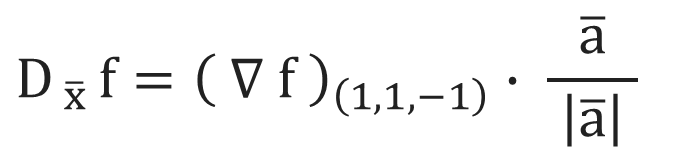 D x̅ f = ( ∇ f )(1,1,−1) · a̅ / |a̅|